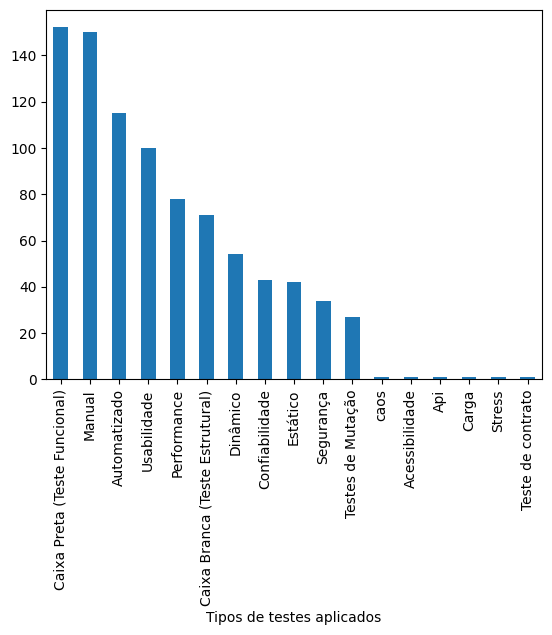 140
120
100
80
60
40
20
0
Caixa Preta (Teste Funcional)
Manual
Automatizado
Usabilidade
Performance
Caixa Branca (Teste Estrutural)
Dinâmico
Confiabilidade
Estático
Segurança
Testes de Mutação
caos
Acessibilidade
Api
Carga
Stress
Teste de contrato
Tipos de testes aplicados